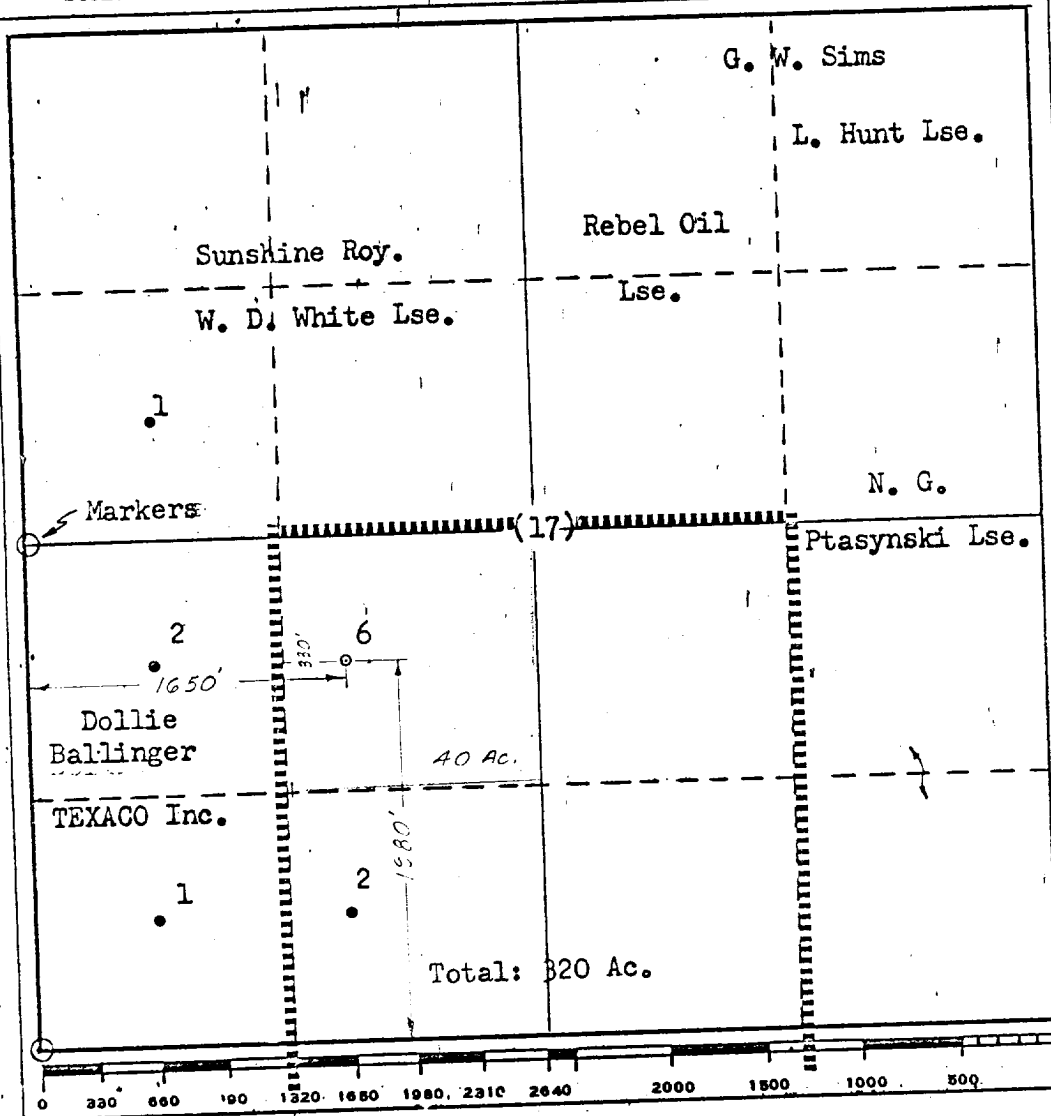 G. W. Sims
L. Hunt Lse.
Rebel Oil
Lse.
Sunshine Roy.
W. D. White Lse.
1
N. G.
Markers
(17)
Ptasynski Lse.
2
6
330'
1650'
Dollie
Ballinger
40 Ac.
TEXACO Inc.
1980'
1
2
Total: 320 Ac.
0 330 660 '90 1320 1650 1980, 2310 2640 2000 1500 1000 500